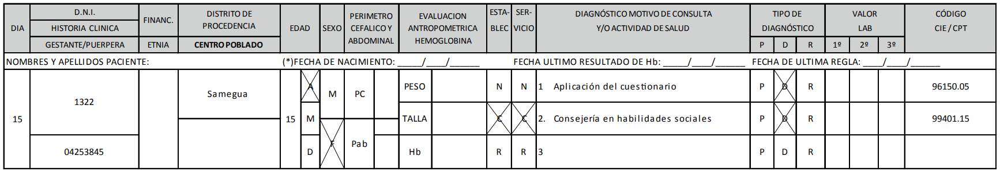 DIA D.N.I. FINANC. DISTRITO DE PROCEDENCIA EDAD SEXO PERIMETRO CEFALICO Y ABDOMINAL EVALUACION ANTROPOMETRICA HEMOGLOBINA ESTA-BLEC SER-VICIO DIAGNÓSTICO MOTIVO DE CONSULTA Y/O ACTIVIDAD DE SALUD TIPO DE DIAGNÓSTICO VALOR LAB CÓDIGO CIE / CPT
HISTORIA CLINICA
GESTANTE/PUERPERA ETNIA CENTRO POBLADO P D R 1º 2º 3º
NOMBRES Y APELLIDOS PACIENTE: (*)FECHA DE NACIMIENTO: _____/____/______ FECHA ULTIMO RESULTADO DE Hb: _____/____/______ FECHA DE ULTIMA REGLA: ____/____/______
15 1322 Samegua 15 A M PC PESO N N 1 Aplicación del cuestionario P D R 96150.05
M TALLA C C 2. Consejería en habilidades sociales P D R 99401.15
04253845 D F Pab Hb R R 3 P D R